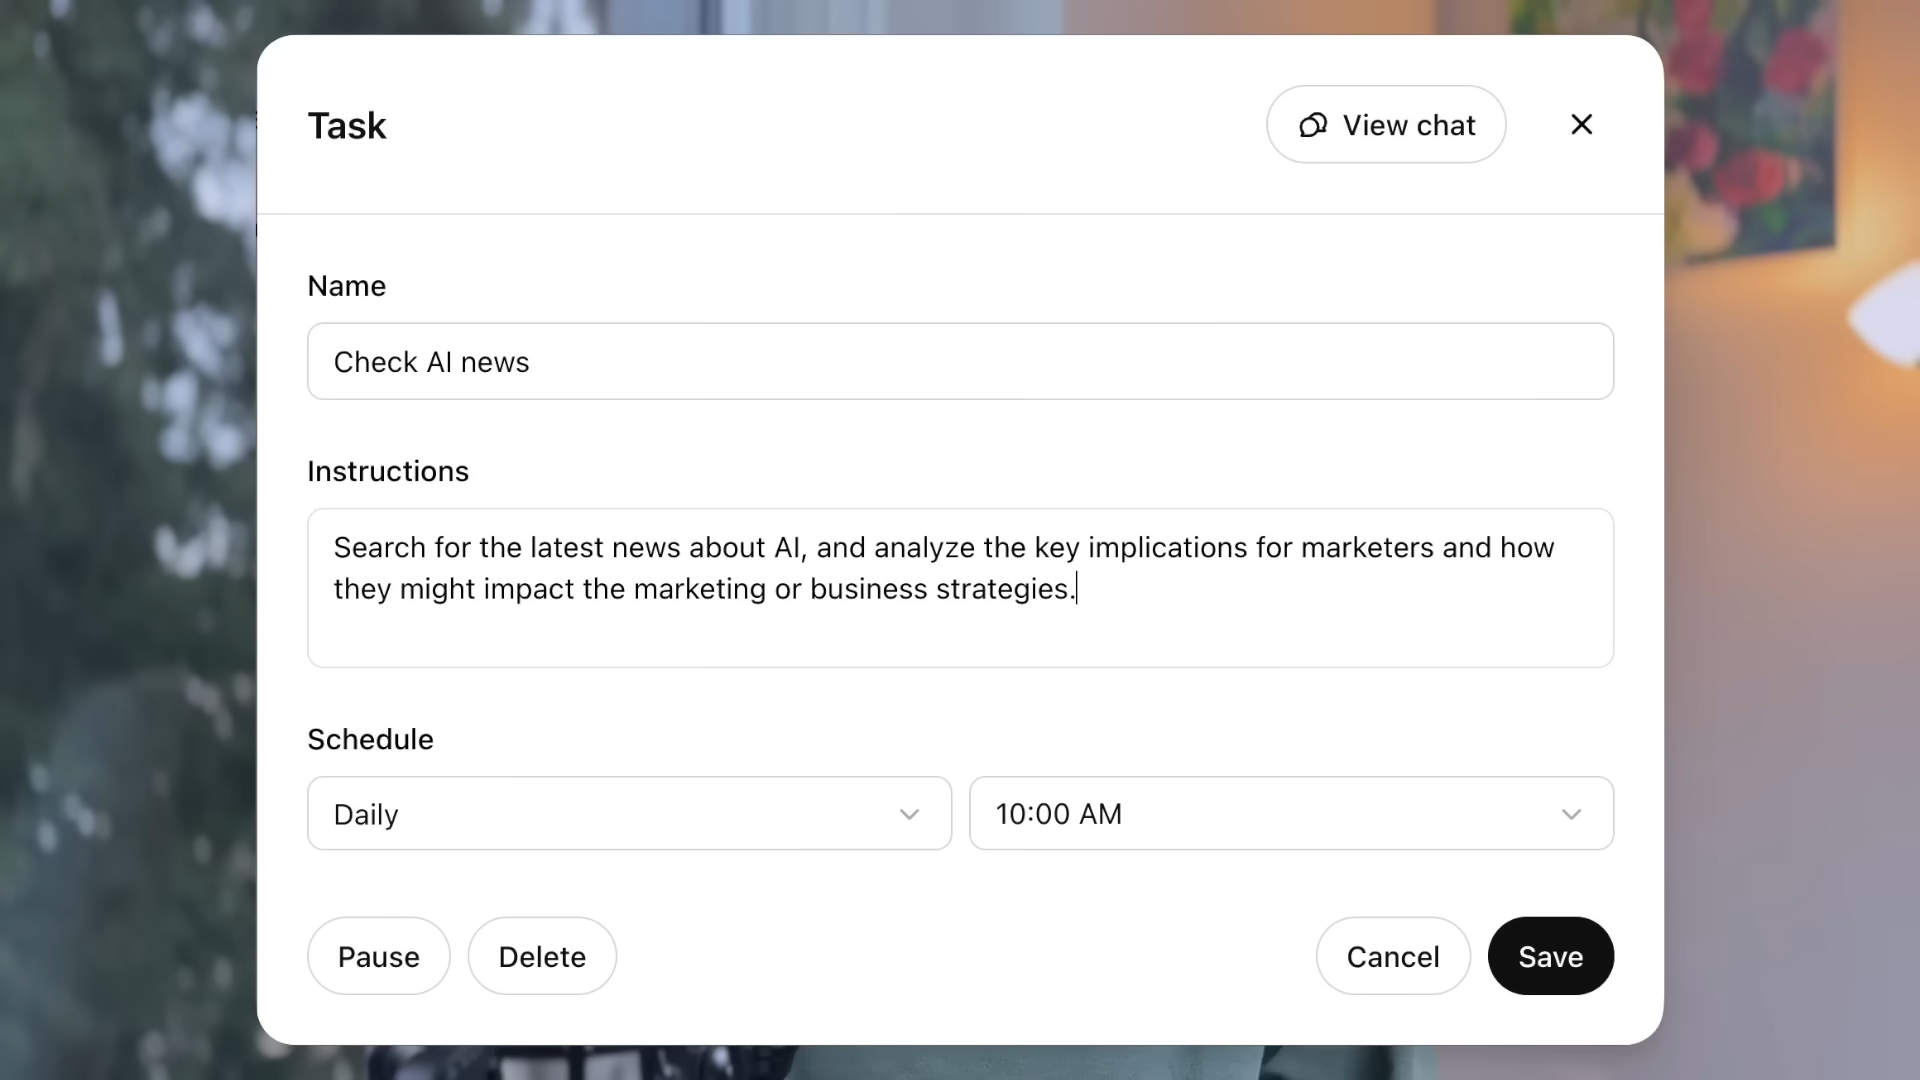 Task
View chat
Name
Check AI news
Instructions
Search for the latest news about AI, and analyze the key implications for marketers and how
they might impact the marketing or business strategies.
Schedule
Daily
10:00 AM
Pause
Delete
Cancel
Save